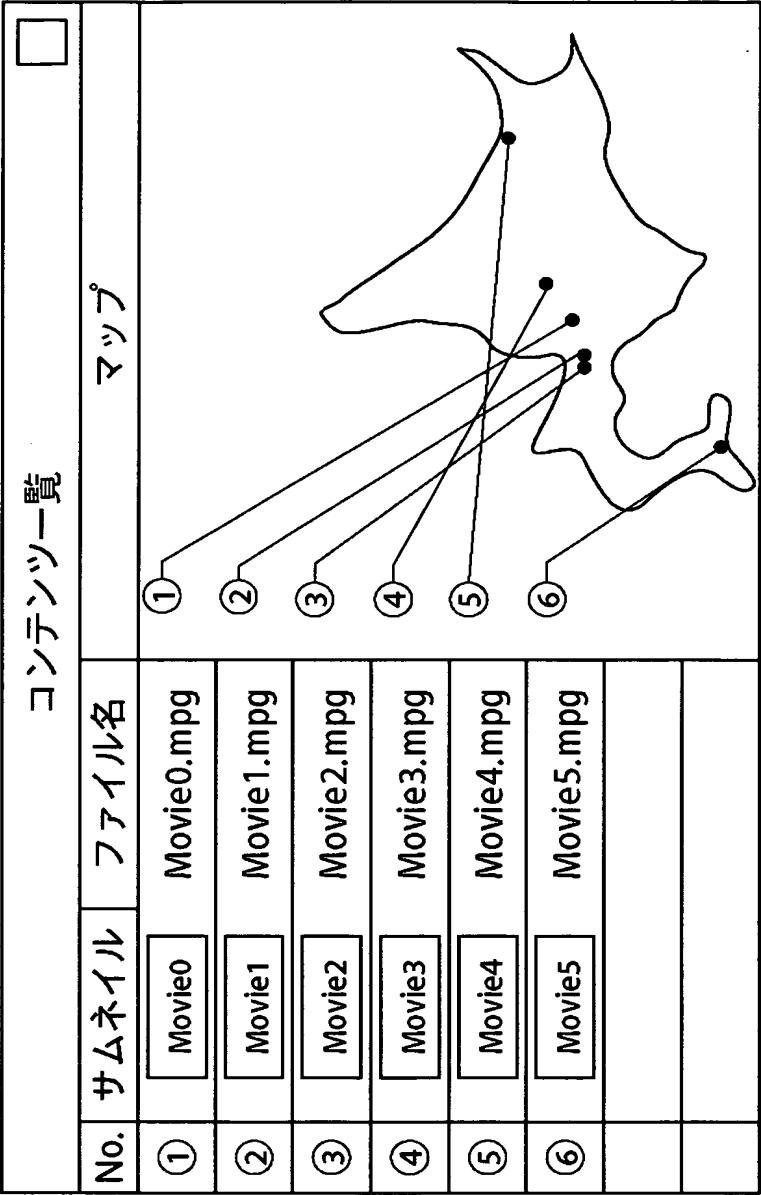 コンテンツ一覧
No. サムネイル ファイル名 マップ
① Movie0 Movie0.mpg
② Movie1 Movie1.mpg
③ Movie2 Movie2.mpg
④ Movie3 Movie3.mpg
⑤ Movie4 Movie4.mpg
⑥ Movie5 Movie5.mpg
①
②
③
④
⑤
⑥